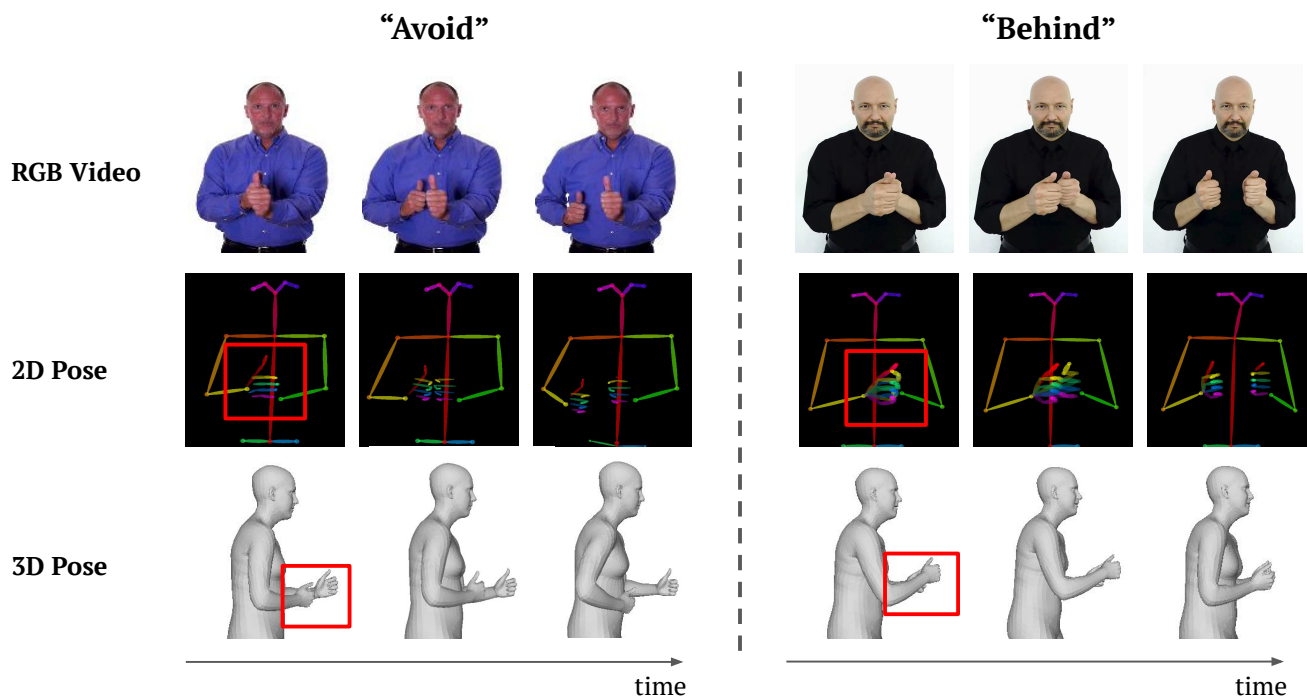 “Avoid”
“Behind”
RGB Video
2D Pose
3D Pose
time
time